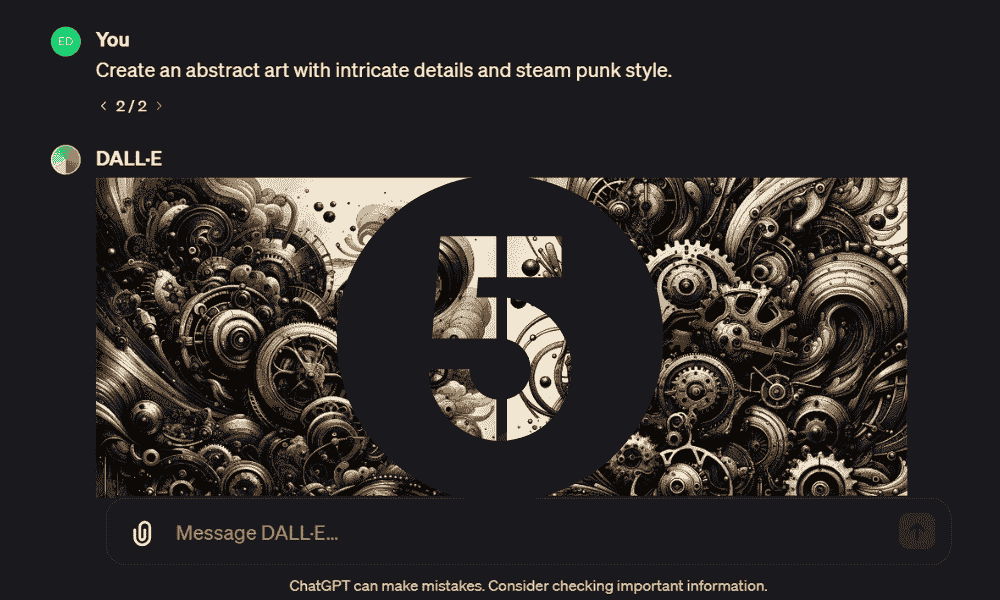 ED
You
Create an abstract art with intricate details and steam punk style.
< 2/2 >
DALL·E
5
Message DALL·E...
ChatGPT can make mistakes. Consider checking important information.